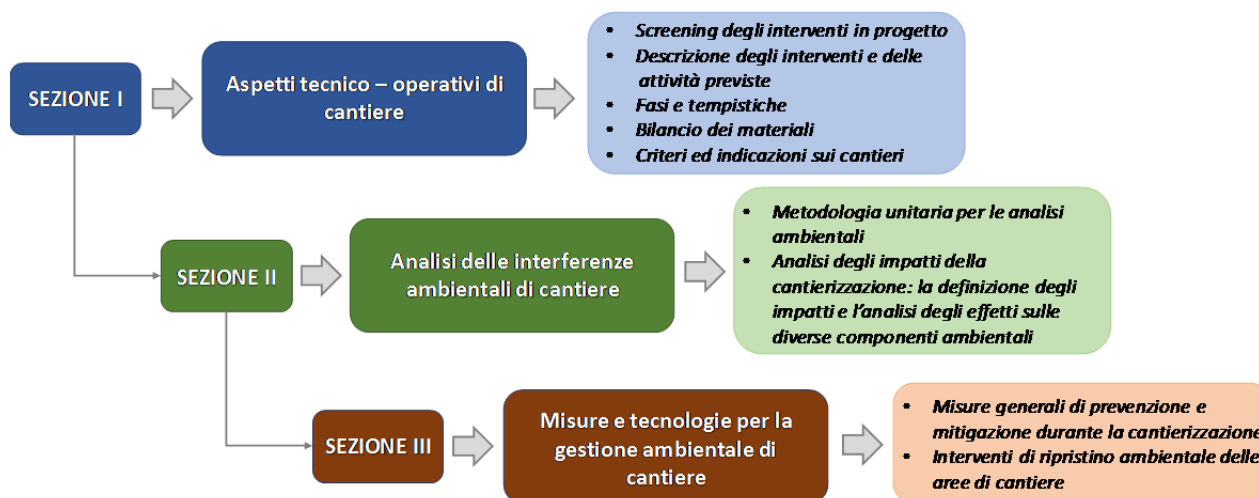 SEZIONE I
Aspetti tecnico – operativi di
cantiere
• Screening degli interventi in progetto
• Descrizione degli interventi e delle
attività previste
• Fasi e tempistiche
• Bilancio dei materiali
• Criteri ed indicazioni sui cantieri
SEZIONE II
Analisi delle interferenze
ambientali di cantiere
• Metodologia unitaria per le analisi
ambientali
• Analisi degli impatti della
cantierizzazione: la definizione degli
impatti e l'analisi degli effetti sulle
diverse componenti ambientali
SEZIONE III
Misure e tecnologie per la
gestione ambientale di
cantiere
• Misure generali di prevenzione e
mitigazione durante la cantierizzazione
• Interventi di ripristino ambientale delle
aree di cantiere